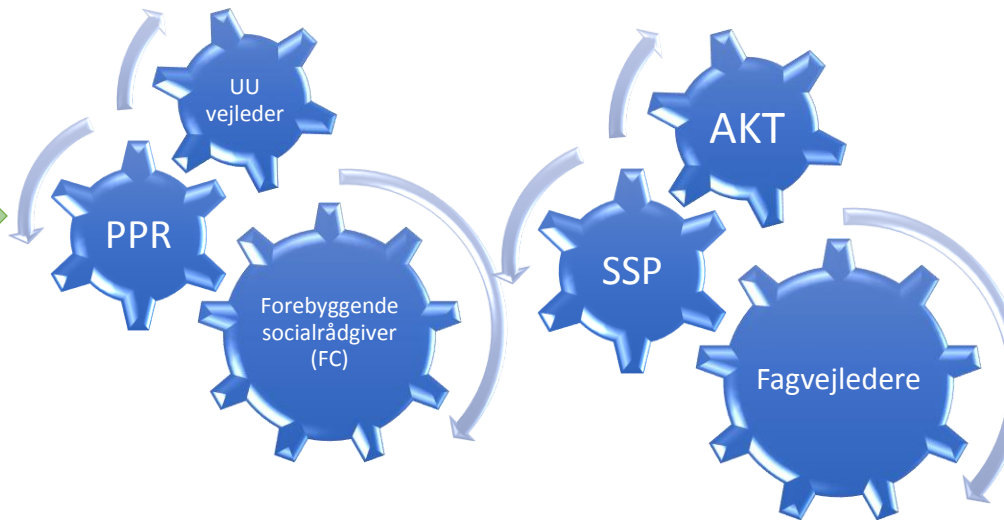 UU
vejleder
PPR
Forebyggende
socialrådgiver
(FC)
AKT
SSP
Fagvejledere